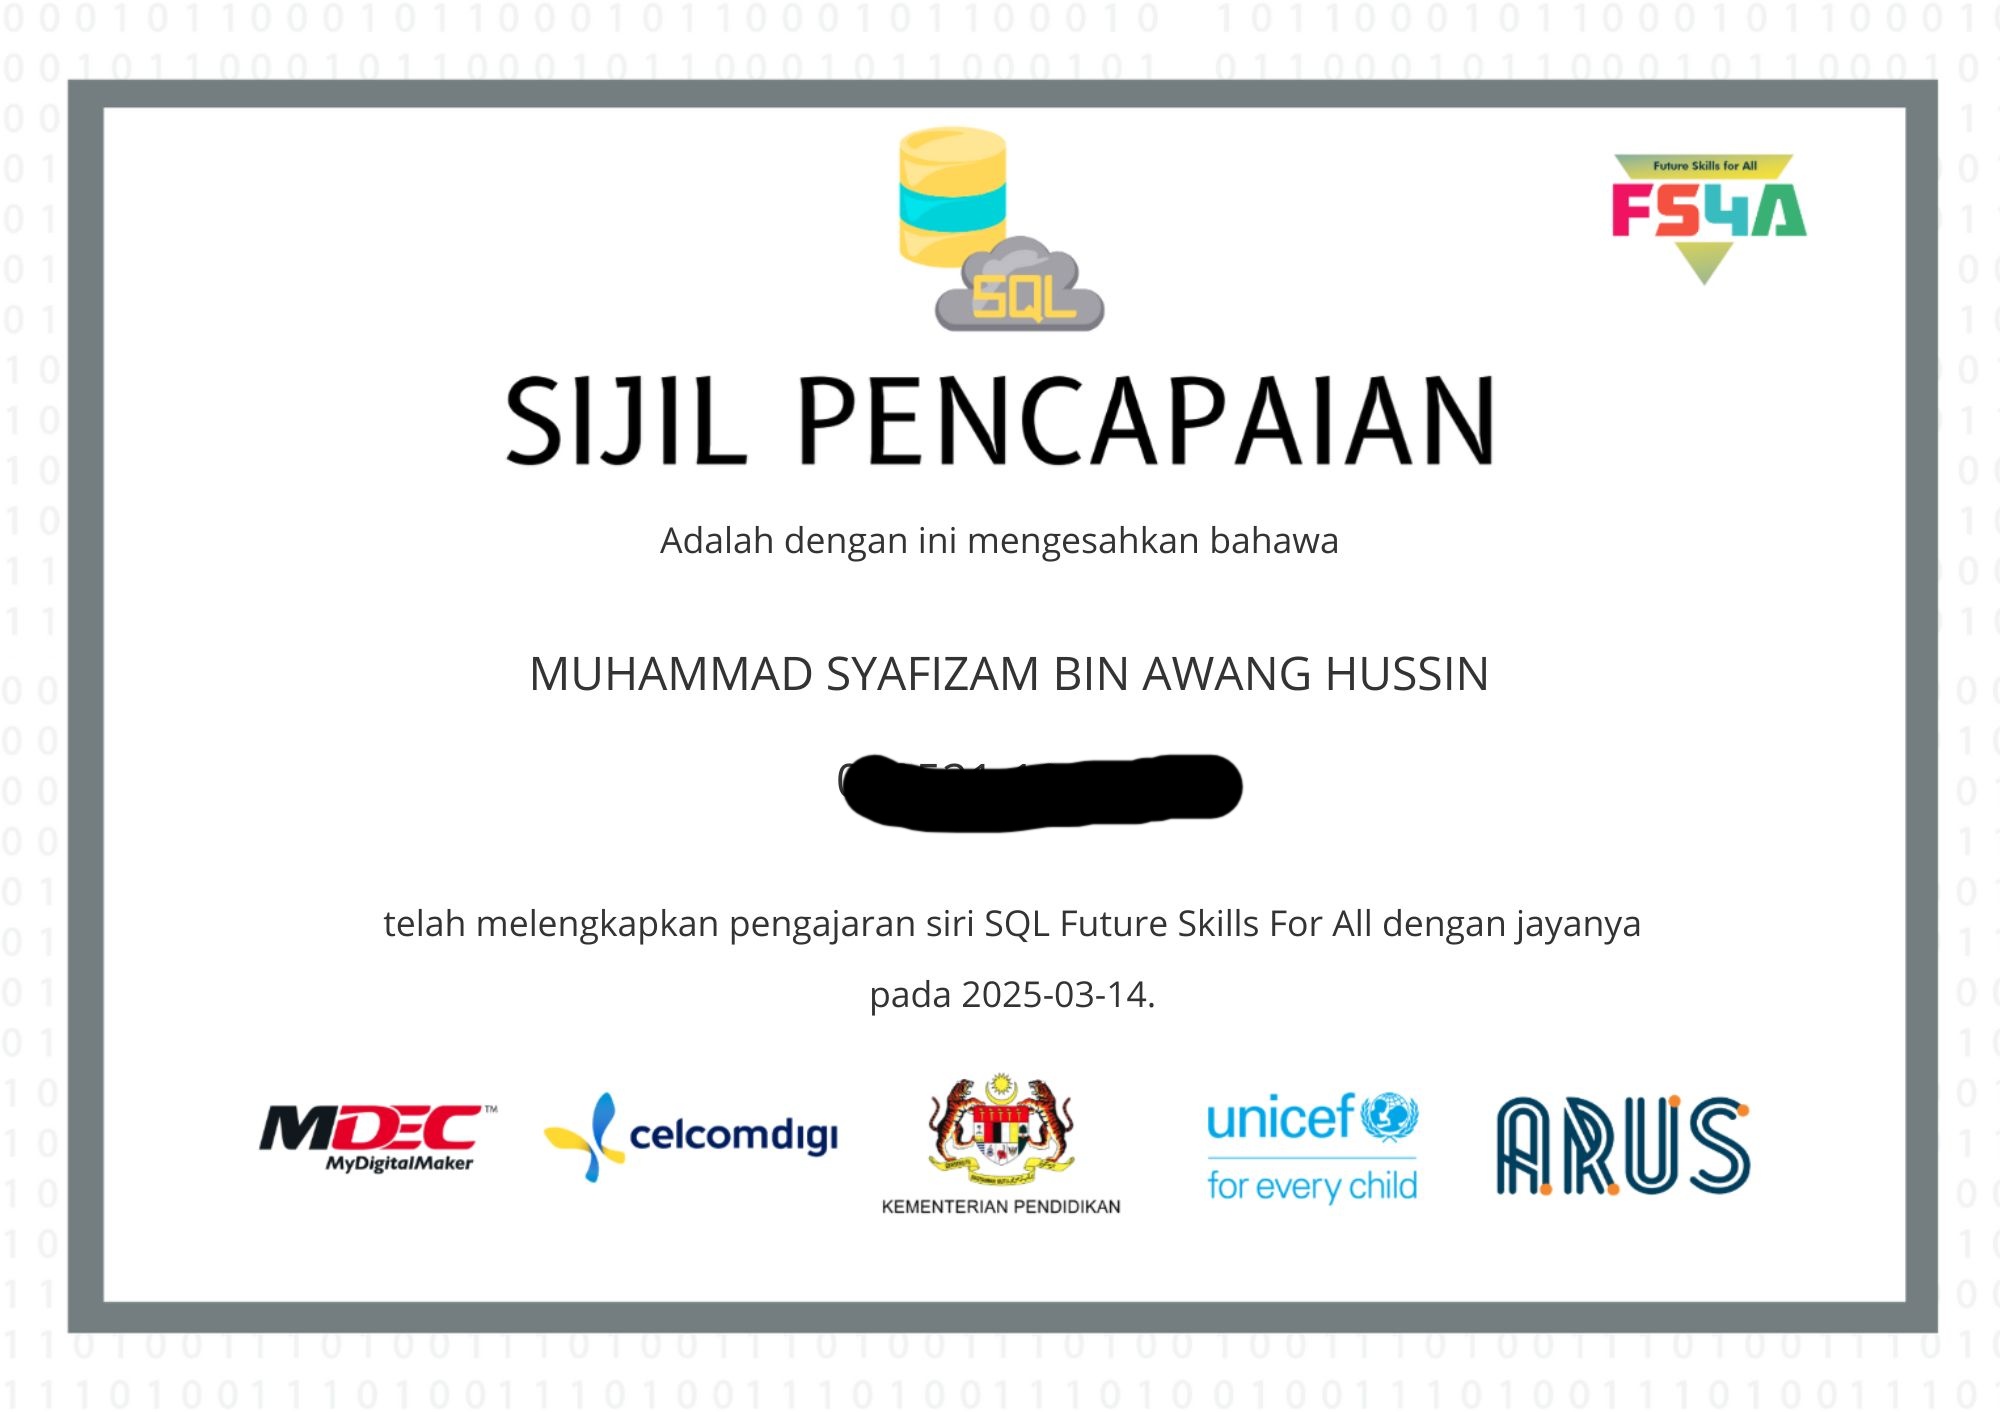 Future Skills for All
FS4A
SQL
SIJIL PENCAPAIAN
Adalah dengan ini mengesahkan bahawa
MUHAMMAD SYAFIZAM BIN AWANG HUSSIN
telah melengkapkan pengajaran siri SQL Future Skills For All dengan jayanya
pada 2025-03-14.
MDEC™
MyDigitalMaker
celcomdigi
KEMENTERIAN PENDIDIKAN
unicef
for every child
ARUS